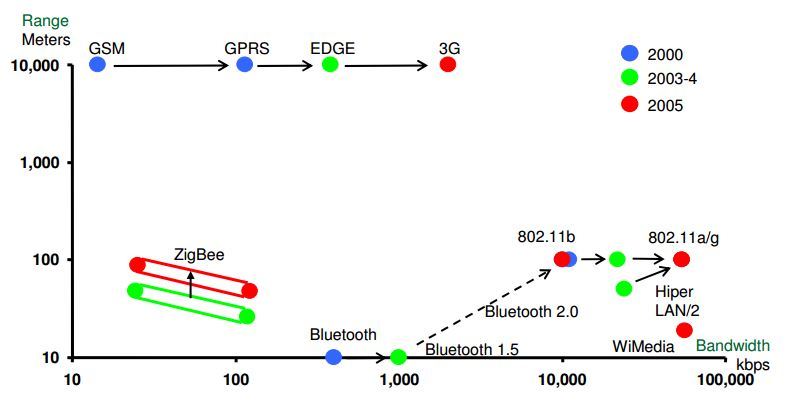 Range
Meters
GSM
GPRS
EDGE
3G
2000
2003-4
2005
10,000
1,000
100
10
ZigBee
802.11b
802.11a/g
Hiper
LAN/2
Bluetooth 2.0
Bluetooth
Bluetooth 1.5
WiMedia
Bandwidth
kbps
10
100
1,000
10,000
100,000